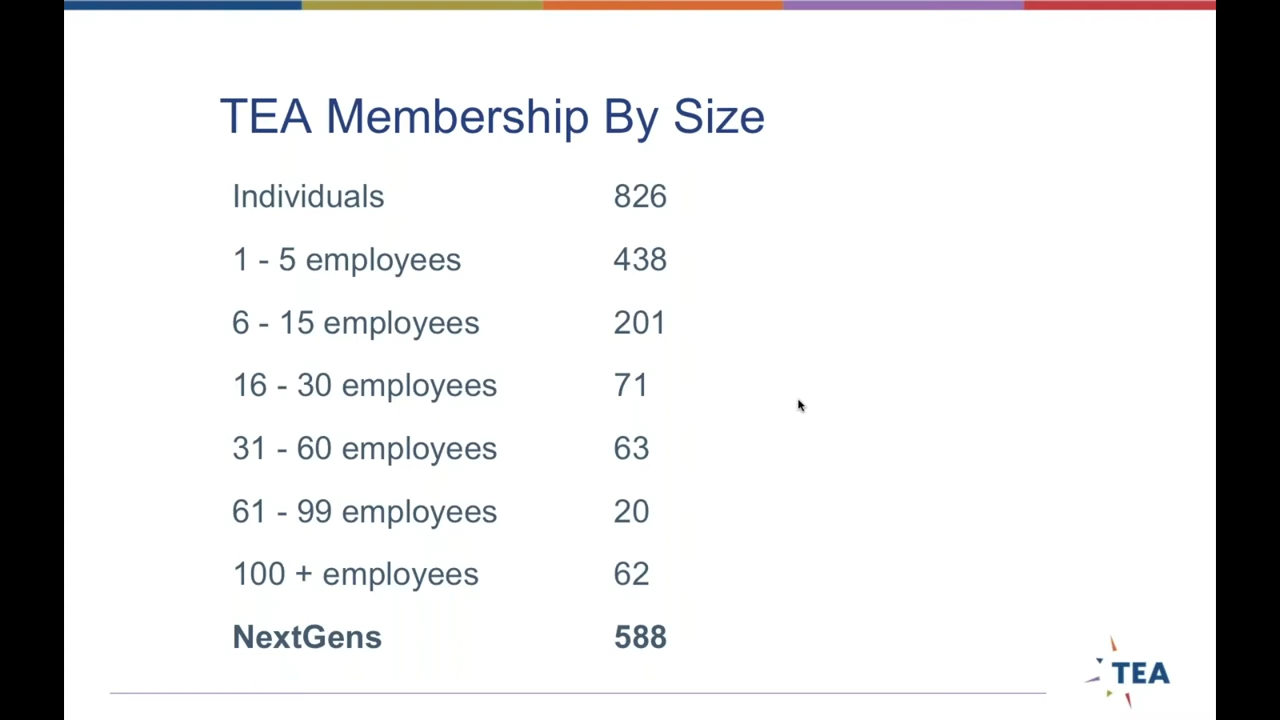 TEA Membership By Size
Individuals 826
1 - 5 employees 438
6 - 15 employees 201
16 - 30 employees 71
31 - 60 employees 63
61 - 99 employees 20
100 + employees 62
NextGens 588
TEA